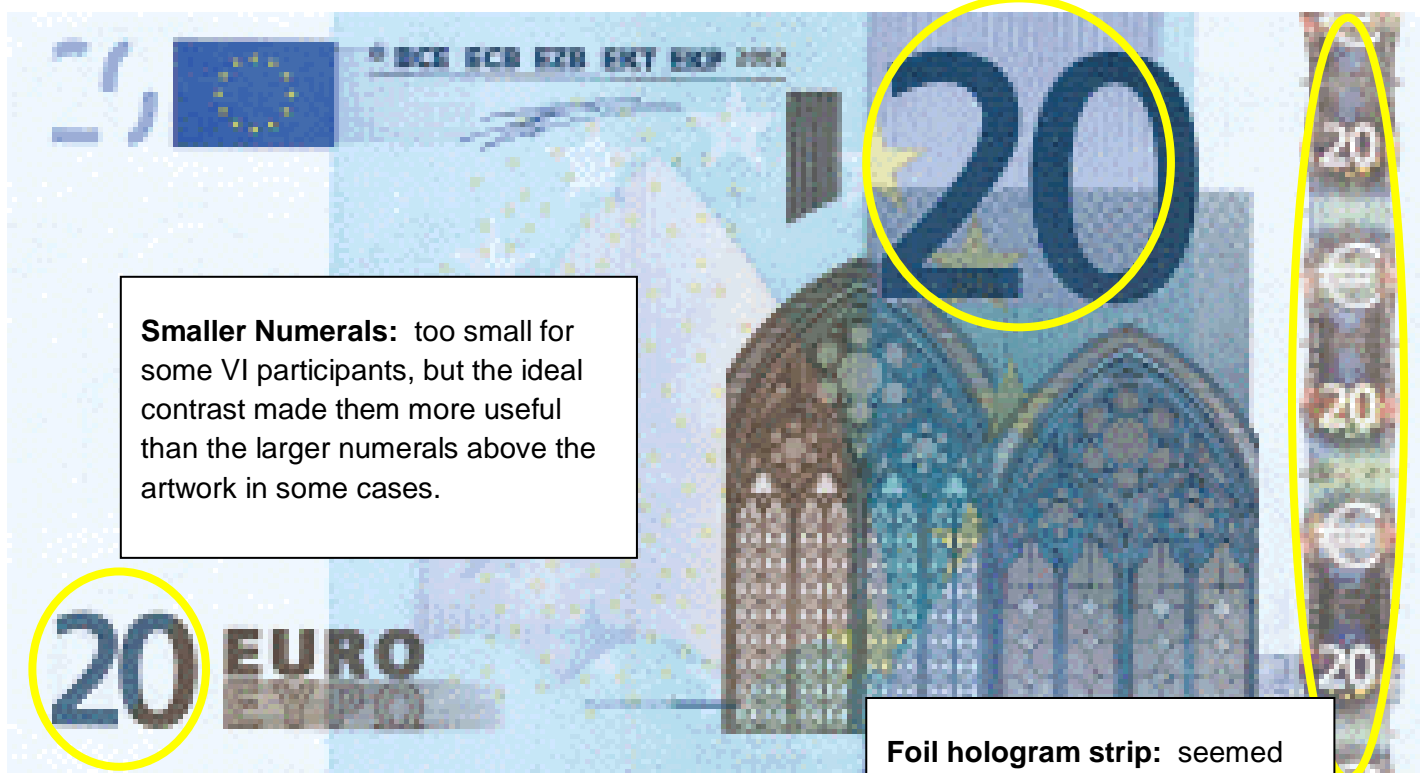 20
© BCE ECB EZB EKT EKP 2002
20
20
Smaller Numerals: too small for
some VI participants, but the ideal
contrast made them more useful
than the larger numerals above the
artwork in some cases.
20
20 EURO
ΕΥΡΩ
20
Foil hologram strip: seemed